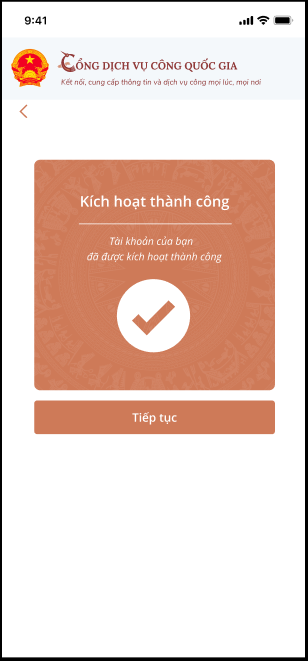 9:41
CỔNG DỊCH VỤ CÔNG QUỐC GIA
Kết nối, cung cấp thông tin và dịch vụ công mọi lúc, mọi nơi
Kích hoạt thành công
Tài khoản của bạn
đã được kích hoạt thành công
Tiếp tục